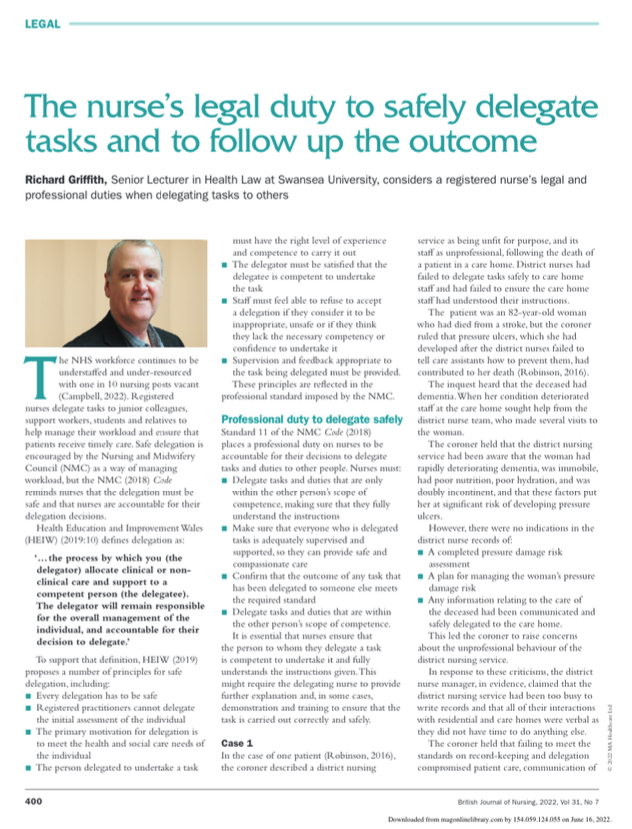 LEGAL
The nurse's legal duty to safely delegate
tasks and to follow up the outcome
Richard Griffith, Senior Lecturer in Health Law at Swansea University, considers a registered nurse's legal and
professional duties when delegating tasks to others
The NHS workforce continues to be
understaffed and under-resourced
with one in 10 nursing posts vacant
(Campbell, 2022). Registered
nurses delegate tasks to junior colleagues,
support workers, students and relatives to
help manage their workload and ensure that
patients receive timely care. Safe delegation is
encouraged by the Nursing and Midwifery
Council (NMC) as a way of managing
workload, but the NMC (2018) Code
reminds nurses that the delegation must be
safe and that nurses are accountable for their
delegation decisions.
Health Education and Improvement Wales
(HEIW) (2019:10) defines delegation as:
'…the process by which you (the
delegator) allocate clinical or non-
clinical care and support to a
competent person (the delegatee).
The delegator will remain responsible
for the overall management of the
individual, and accountable for their
decision to delegate.'
To support that definition, HEIW (2019)
proposes a number of principles for safe
delegation, including:
■ Every delegation has to be safe
■ Registered practitioners cannot delegate
the initial assessment of the individual
■ The primary motivation for delegation is
to meet the health and social care needs of
the individual
■ The person delegated to undertake a task
must have the right level of experience
and competence to carry it out
■ The delegator must be satisfied that the
delegatee is competent to undertake
the task
■ Staff must feel able to refuse to accept
a delegation if they consider it to be
inappropriate, unsafe or if they think
they lack the necessary competency or
confidence to undertake it
■ Supervision and feedback appropriate to
the task being delegated must be provided.
These principles are reflected in the
professional standard imposed by the NMC.
Professional duty to delegate safely
Standard 11 of the NMC Code (2018)
places a professional duty on nurses to be
accountable for their decisions to delegate
tasks and duties to other people. Nurses must:
■ Delegate tasks and duties that are only
within the other person's scope of
competence, making sure that they fully
understand the instructions
■ Make sure that everyone who is delegated
tasks is adequately supervised and
supported, so they can provide safe and
compassionate care
■ Confirm that the outcome of any task that
has been delegated to someone else meets
the required standard
■ Delegate tasks and duties that are within
the other person's scope of competence.
It is essential that nurses ensure that
the person to whom they delegate a task
is competent to undertake it and fully
understands the instructions given. This
might require the delegating nurse to provide
further explanation and, in some cases,
demonstration and training to ensure that the
task is carried out correctly and safely.
Case 1
In the case of one patient (Robinson, 2016),
the coroner described a district nursing
service as being unfit for purpose, and its
staff as unprofessional, following the death of
a patient in a care home. District nurses had
failed to delegate tasks safely to care home
staff and had failed to ensure the care home
staff had understood their instructions.
The patient was an 82-year-old woman
who had died from a stroke, but the coroner
ruled that pressure ulcers, which she had
developed after the district nurses failed to
tell care assistants how to prevent them, had
contributed to her death (Robinson, 2016).
The inquest heard that the deceased had
dementia. When her condition deteriorated
staff at the care home sought help from the
district nurse team, who made several visits to
the woman.
The coroner held that the district nursing
service had been aware that the woman had
rapidly deteriorating dementia, was immobile,
had poor nutrition, poor hydration, and was
doubly incontinent, and that these factors put
her at significant risk of developing pressure
ulcers.
However, there were no indications in the
district nurse records of:
■ A completed pressure damage risk
assessment
■ A plan for managing the woman's pressure
damage risk
■ Any information relating to the care of
the deceased had been communicated and
safely delegated to the care home.
This led the coroner to raise concerns
about the unprofessional behaviour of the
district nursing service.
In response to these criticisms, the district
nurse manager, in evidence, claimed that the
district nursing service had been too busy to
write records and that all of their interactions
with residential and care homes were verbal as
they did not have time to do anything else.
The coroner held that failing to meet the
standards on record-keeping and delegation
compromised patient care, communication of
© 2022 MA Healthcare Ltd
400
British Journal of Nursing, 2022, Vol 31, No 7
Downloaded from magonlinelibrary.com by 154.059.124.055 on June 16, 2022.